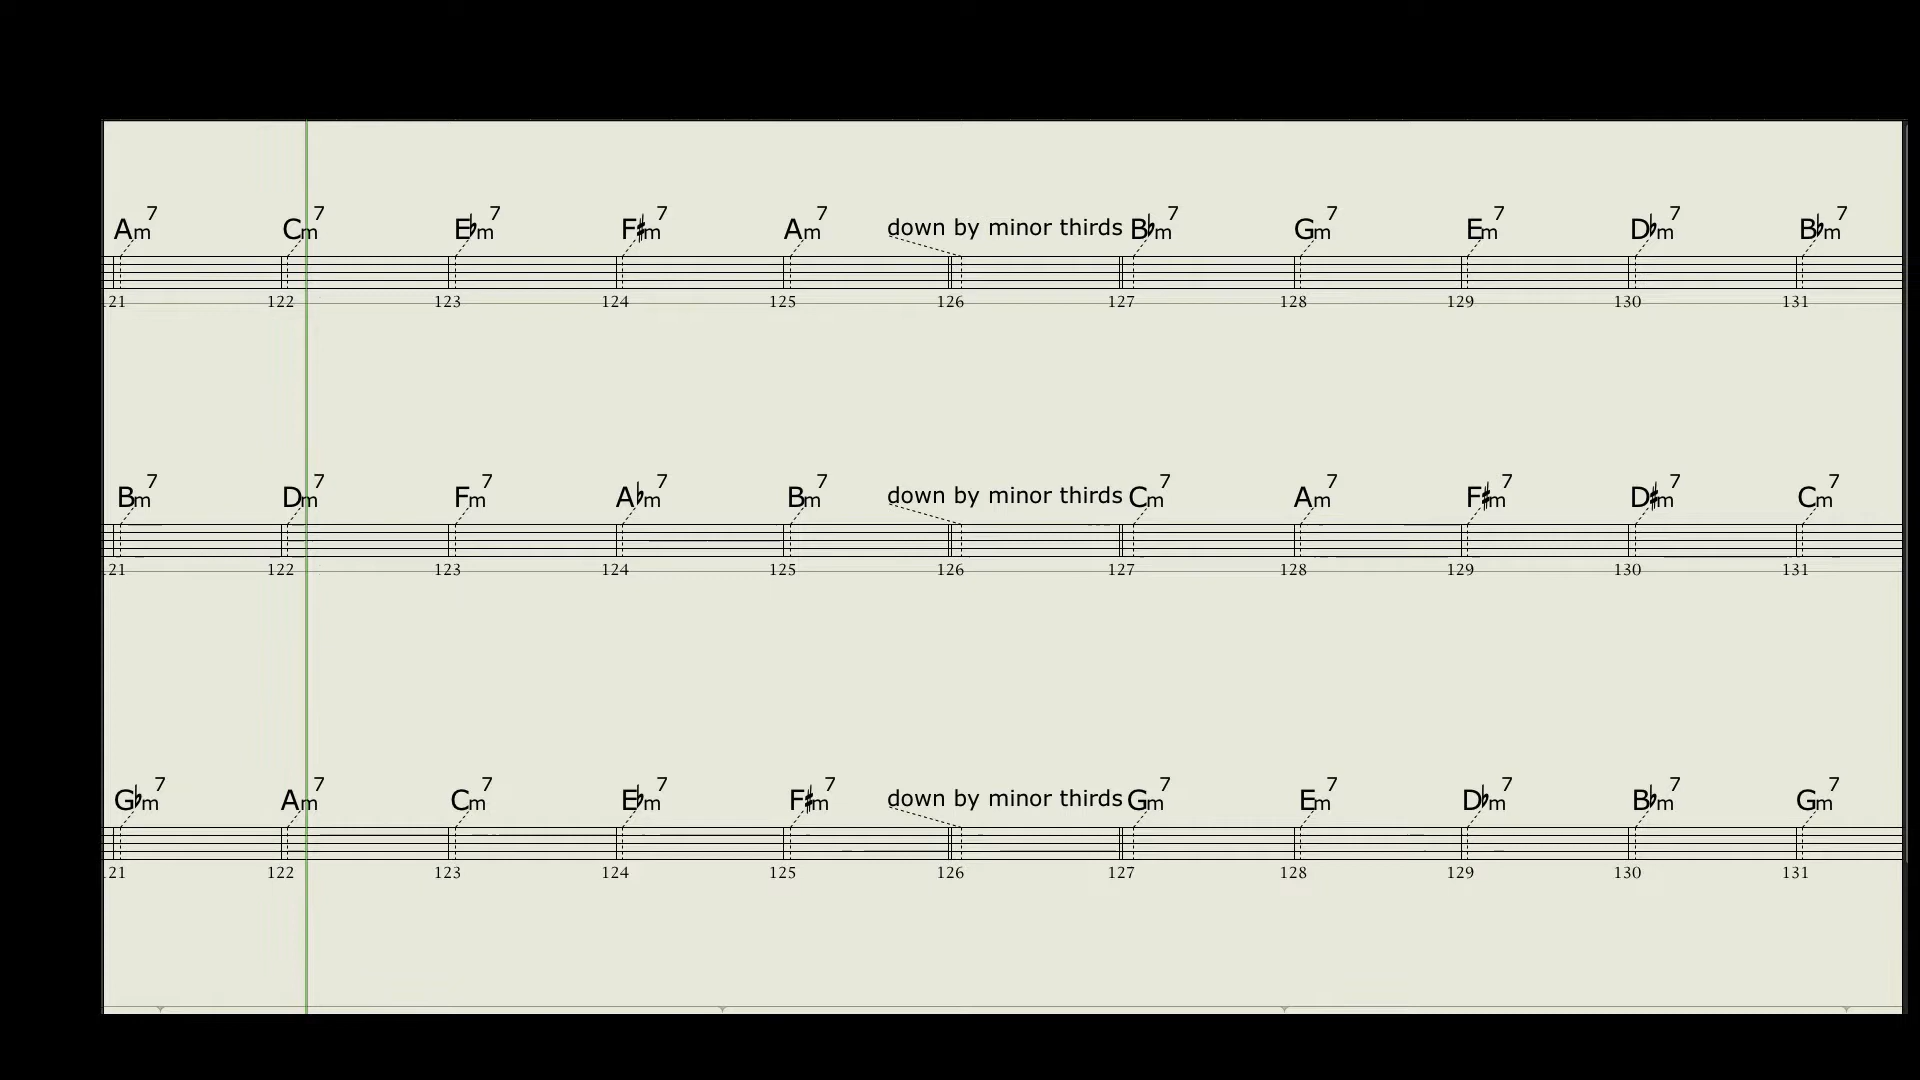 Am7 Cm7 E♭m7 F♯m7 Am7 down by minor thirds B♭m7 Gm7 Em7 D♭m7 B♭m7
21 122 123 124 125 126 127 128 129 130 131
Bm7 Dm7 Fm7 A♭m7 Bm7 down by minor thirds Cm7 Am7 F♯m7 D♯m7 Cm7
21 122 123 124 125 126 127 128 129 130 131
G♭m7 Am7 Cm7 E♭m7 F♯m7 down by minor thirds Gm7 Em7 D♭m7 B♭m7 Gm7
21 122 123 124 125 126 127 128 129 130 131